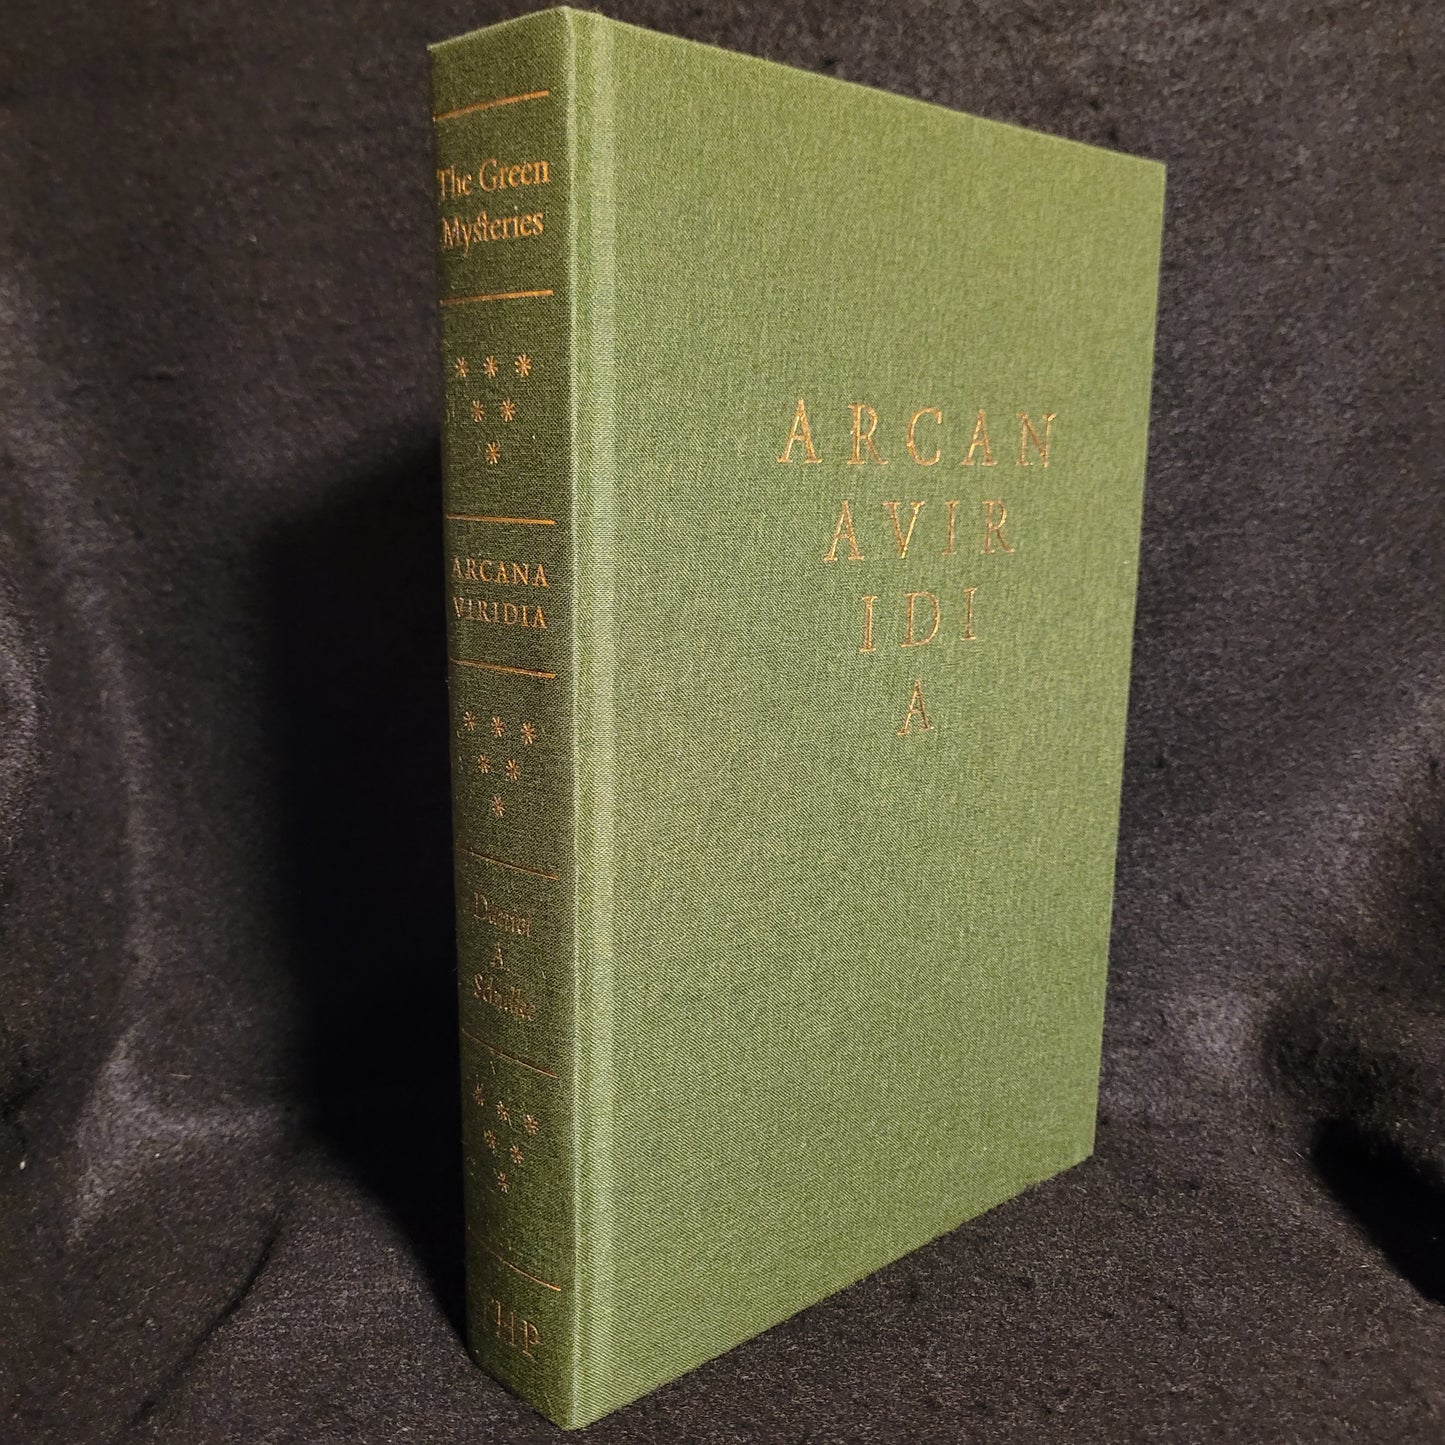 The Green
Mysteries
* * *
* *
*
ARCANA
VIRIDIA
* * *
* *
*
Daniel
A
Schulke
* * *
* *
*
THP
ARCAN
AVIR
IDI
A